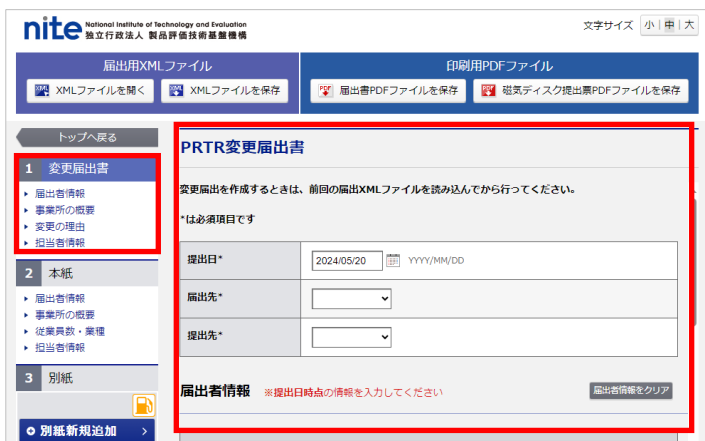 nite National Institute of Technology and Evaluation
独立行政法人 製品評価技術基盤機構
文字サイズ 小 中 大
届出用XMLファイル
印刷用PDFファイル
XML XMLファイルを開く
XML XMLファイルを保存
PDF 届出書PDFファイルを保存
PDF 磁気ディスク提出票PDFファイルを保存
トップへ戻る
1 変更届出書
届出者情報
事業所の概要
変更の理由
担当者情報
2 本紙
届出者情報
事業所の概要
従業員数・業種
担当者情報
3 別紙
別紙新規追加
PRTR変更届出書
変更届出を作成するときは、前回の届出XMLファイルを読み込んでから行ってください。
*は必須項目です
提出日* 2024/05/20 YYYY/MM/DD
届出先*
提出先*
届出者情報 ※提出日時点の情報を入力してください 届出者情報をクリア